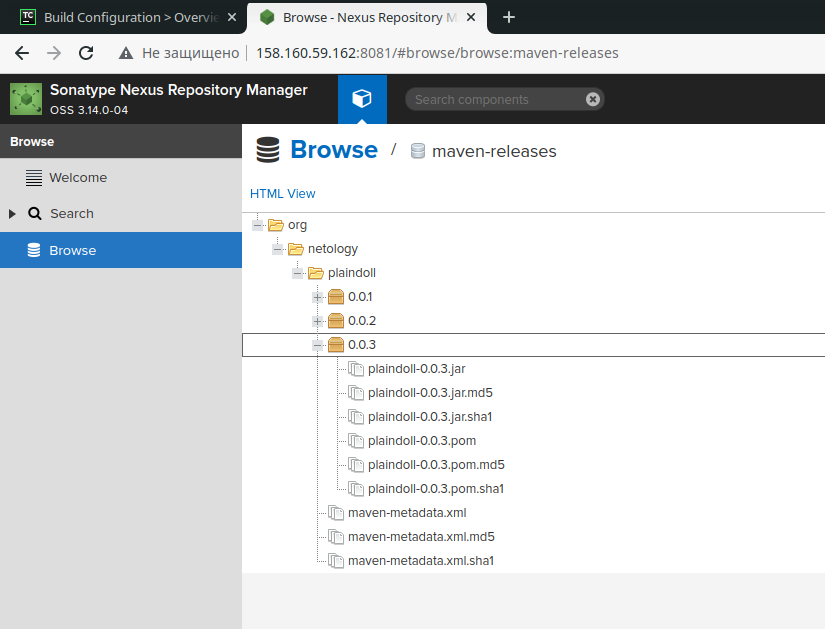 TC Build Configuration > Overvie
Browse - Nexus Repository M
Не защищено 158.160.59.162:8081/#browse/browse:maven-releases
Sonatype Nexus Repository Manager
OSS 3.14.0-04
Search components
Browse
Welcome
Search
Browse
Browse / maven-releases
HTML View
org
netology
plaindoll
0.0.1
0.0.2
0.0.3
plaindoll-0.0.3.jar
plaindoll-0.0.3.jar.md5
plaindoll-0.0.3.jar.sha1
plaindoll-0.0.3.pom
plaindoll-0.0.3.pom.md5
plaindoll-0.0.3.pom.sha1
maven-metadata.xml
maven-metadata.xml.md5
maven-metadata.xml.sha1